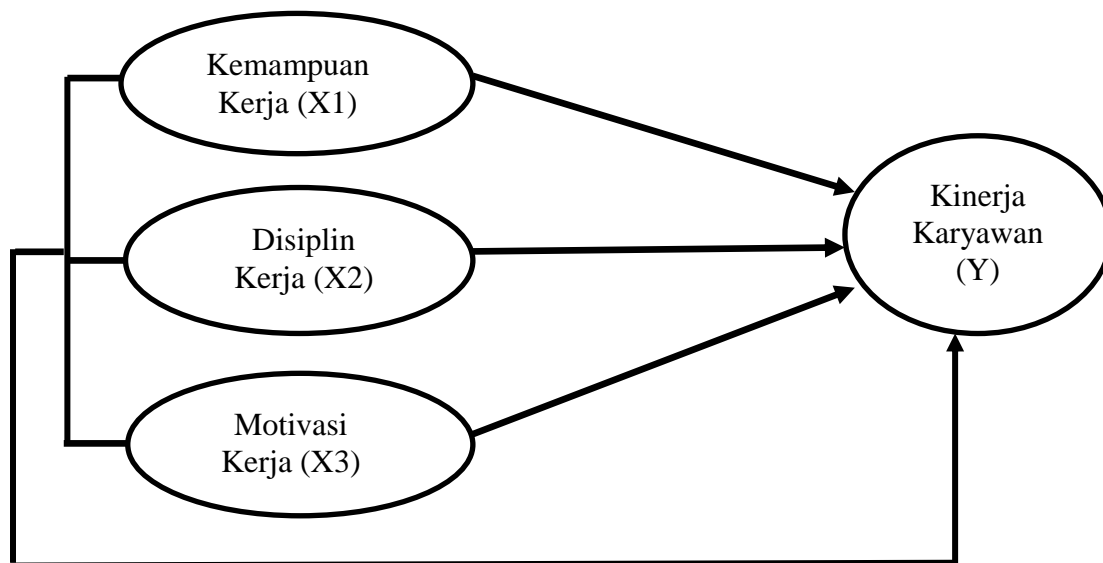 Kemampuan
Kerja (X1)
Disiplin
Kerja (X2)
Motivasi
Kerja (X3)
Kinerja
Karyawan
(Y)